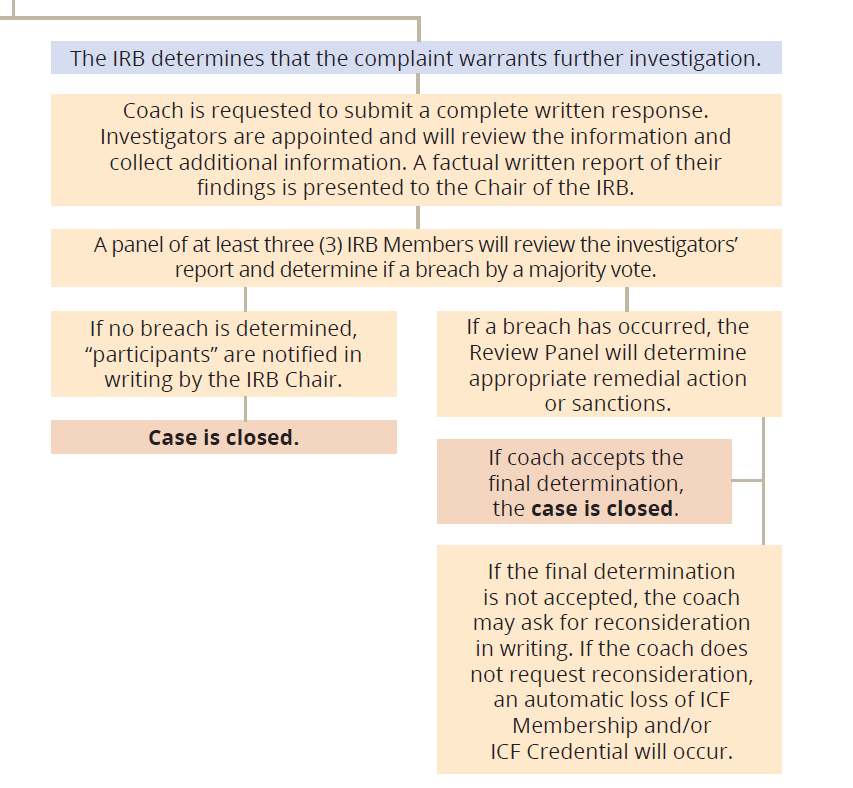 The IRB determines that the complaint warrants further investigation.
Coach is requested to submit a complete written response.
Investigators are appointed and will review the information and
collect additional information. A factual written report of their
findings is presented to the Chair of the IRB.
A panel of at least three (3) IRB Members will review the investigators’
report and determine if a breach by a majority vote.
If no breach is determined,
“participants” are notified in
writing by the IRB Chair.
Case is closed.
If a breach has occurred, the
Review Panel will determine
appropriate remedial action
or sanctions.
If coach accepts the
final determination,
the case is closed.
If the final determination
is not accepted, the coach
may ask for reconsideration
in writing. If the coach does
not request reconsideration,
an automatic loss of ICF
Membership and/or
ICF Credential will occur.